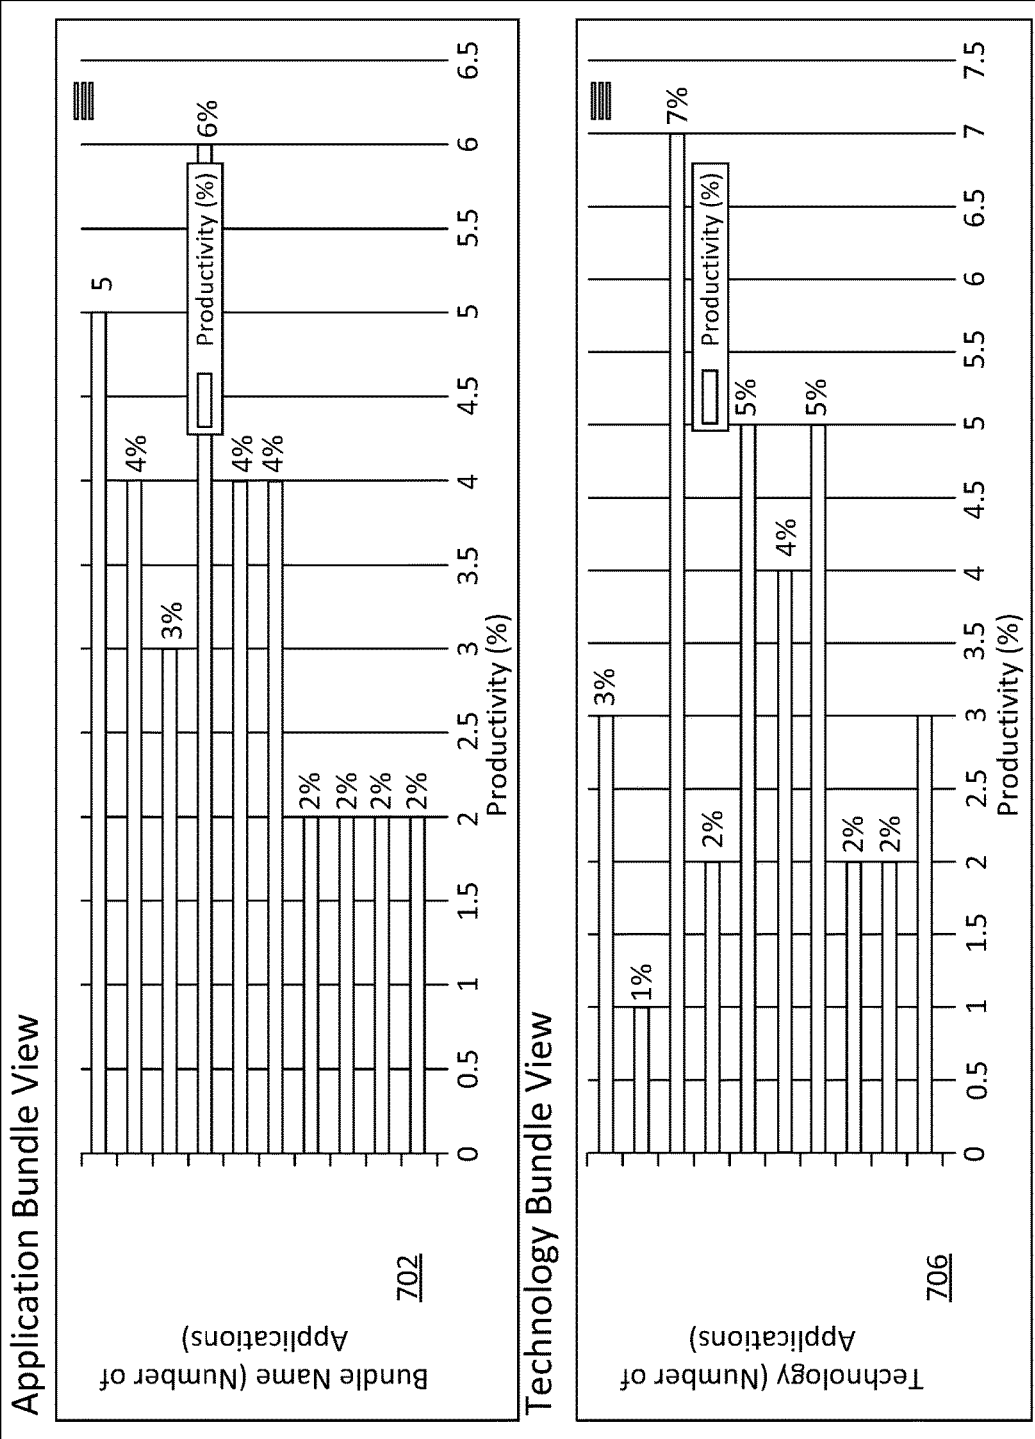 Application Bundle View
Bundle Name (Number of
Applications)
702
5
4%
3%
6%
4%
4%
2%
2%
2%
2%
Productivity (%)
0 0.5 1 1.5 2 2.5 3 3.5 4 4.5 5 5.5 6 6.5
Productivity (%)
Technology Bundle View
Technology (Number of
Applications)
706
3%
1%
7%
2%
5%
4%
5%
2%
2%
Productivity (%)
0 0.5 1 1.5 2 2.5 3 3.5 4 4.5 5 5.5 6 6.5 7 7.5
Productivity (%)